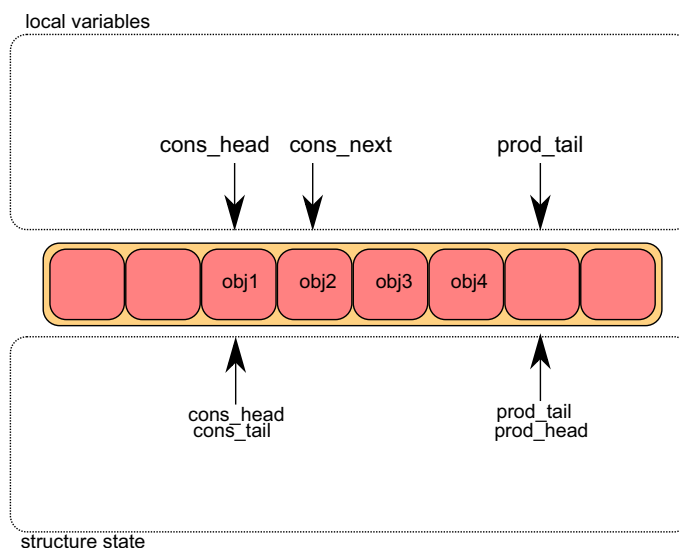 local variables
cons_head cons_next prod_tail
obj1 obj2 obj3 obj4
cons_head prod_tail
cons_tail prod_head
structure state